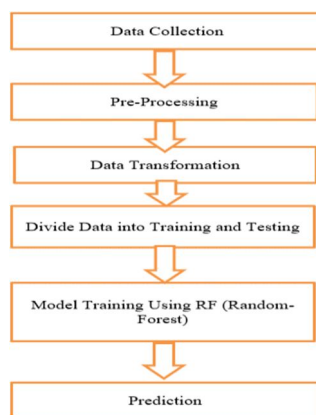 Data Collection
Pre-Processing
Data Transformation
Divide Data into Training and Testing
Model Training Using RF (Random-
Forest)
Prediction